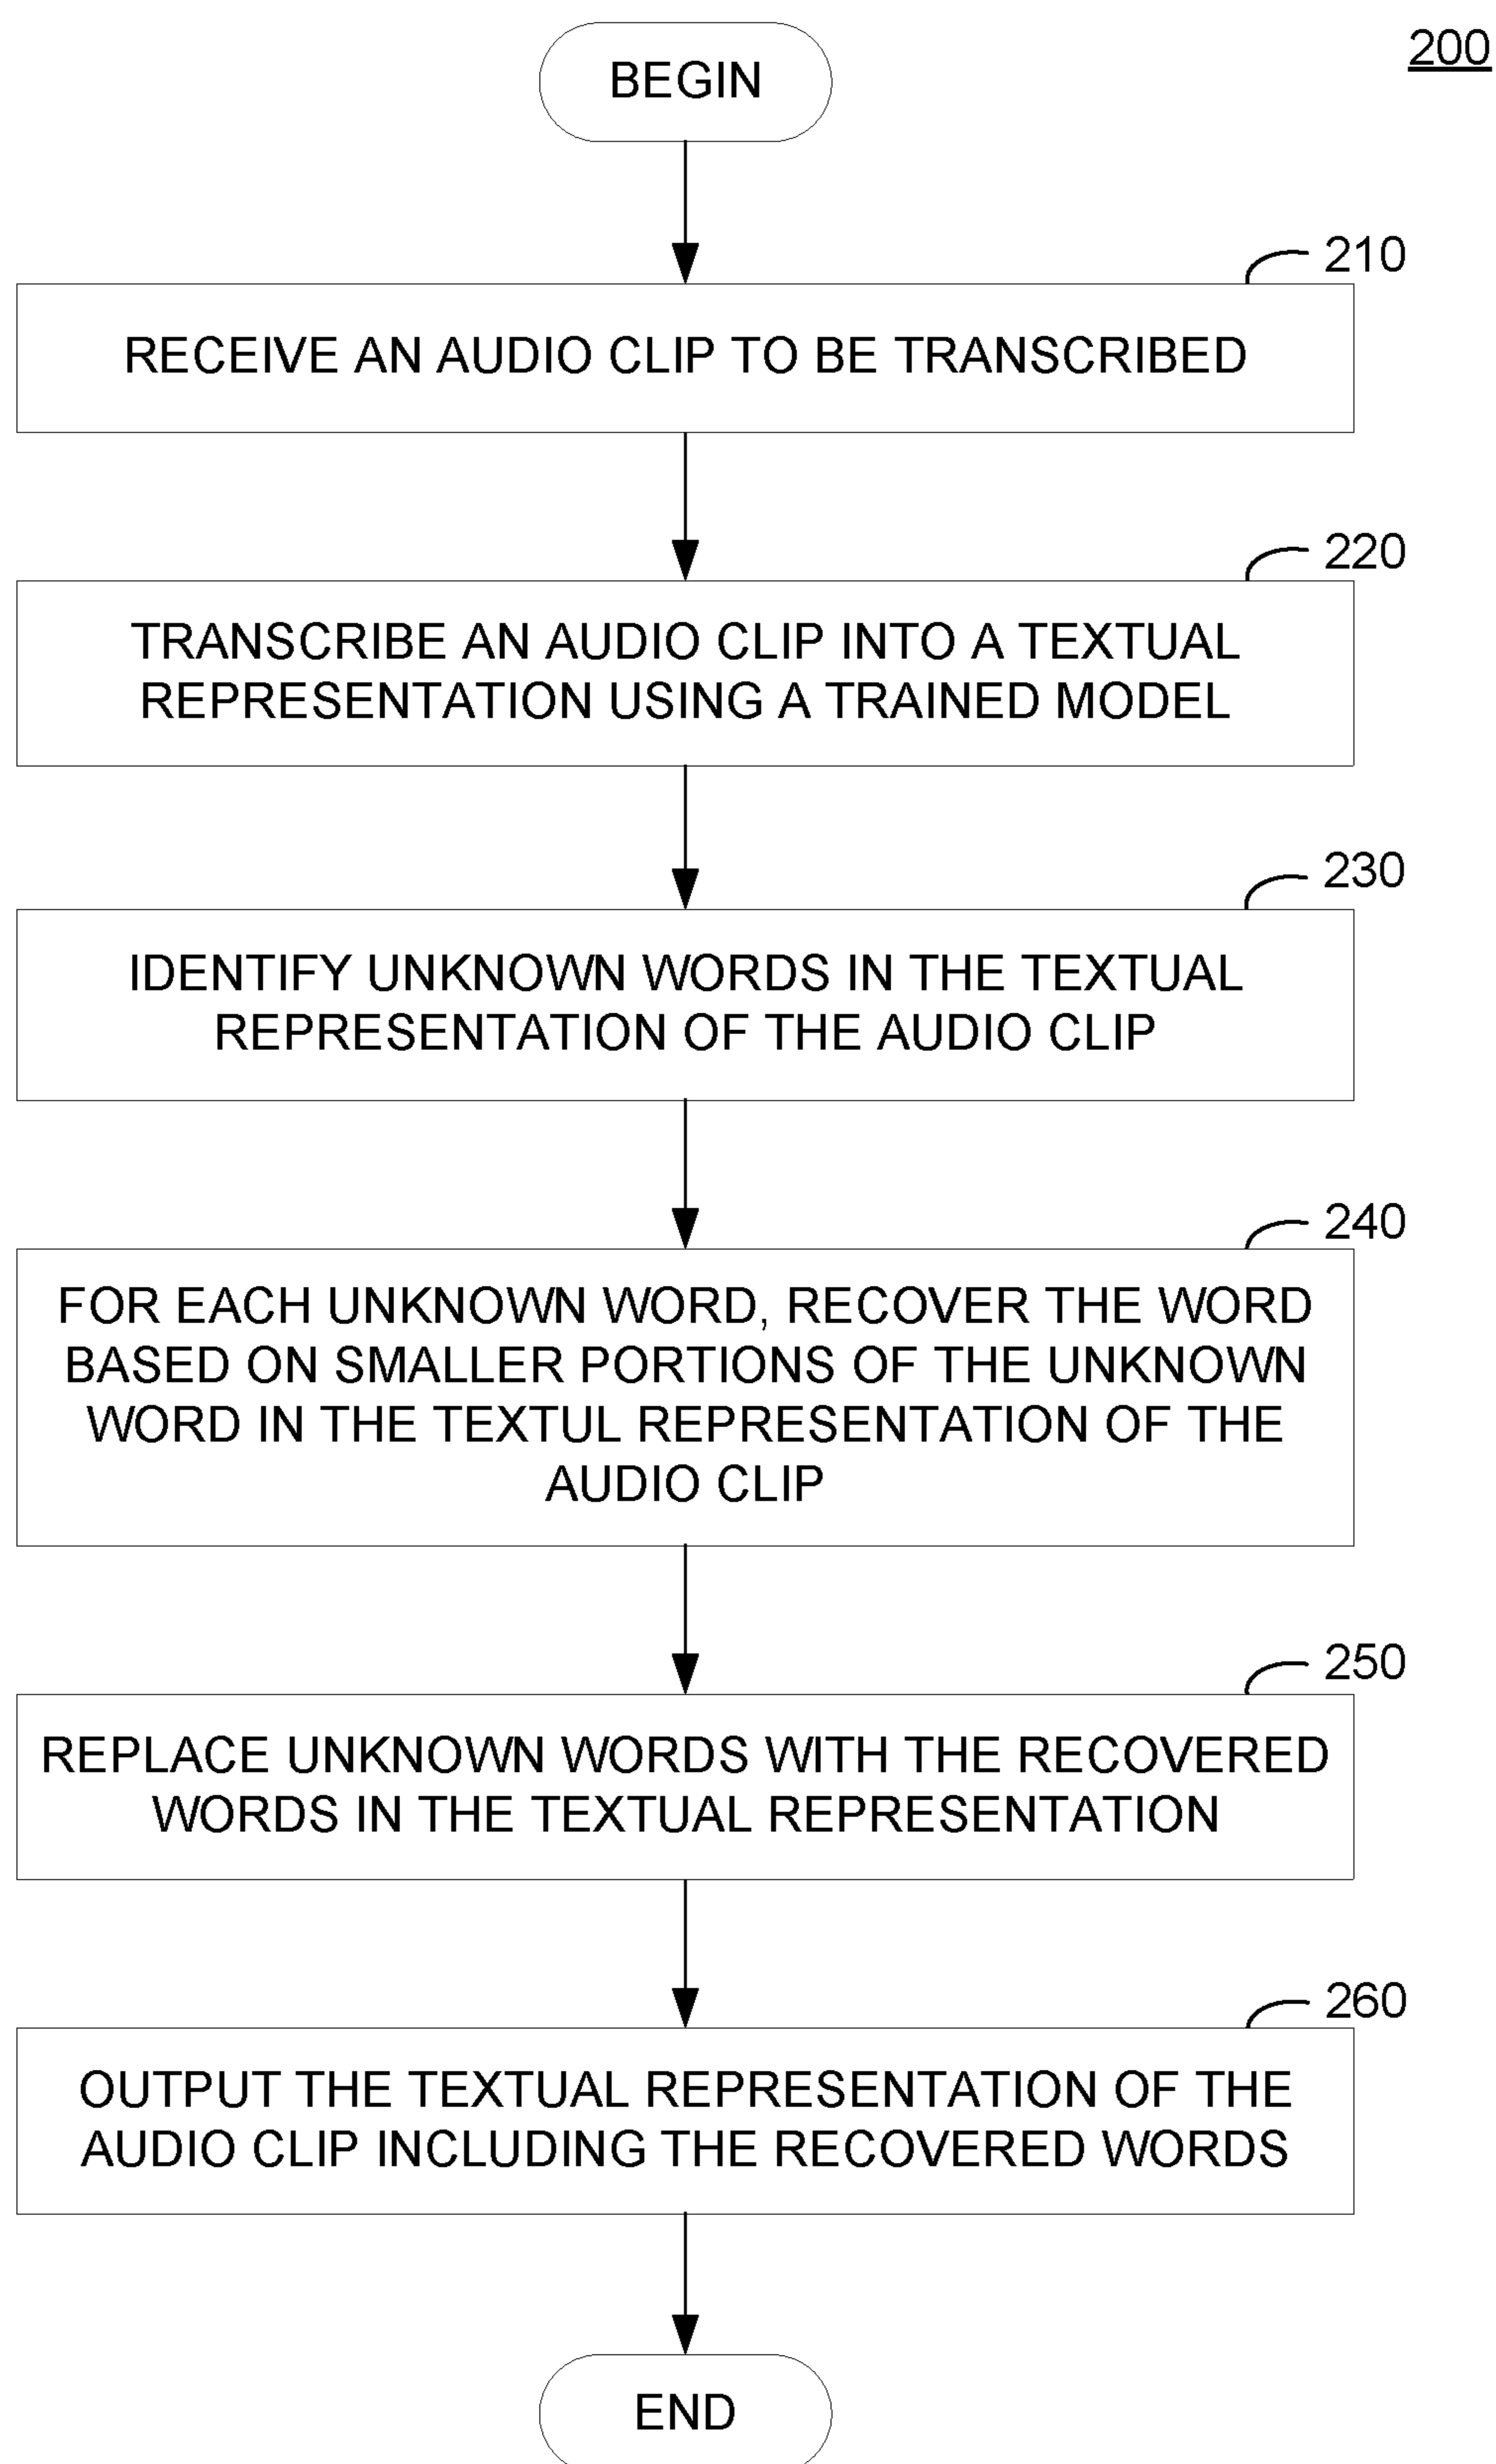 200
BEGIN
210
RECEIVE AN AUDIO CLIP TO BE TRANSCRIBED
220
TRANSCRIBE AN AUDIO CLIP INTO A TEXTUAL
REPRESENTATION USING A TRAINED MODEL
230
IDENTIFY UNKNOWN WORDS IN THE TEXTUAL
REPRESENTATION OF THE AUDIO CLIP
240
FOR EACH UNKNOWN WORD, RECOVER THE WORD
BASED ON SMALLER PORTIONS OF THE UNKNOWN
WORD IN THE TEXTUL REPRESENTATION OF THE
AUDIO CLIP
250
REPLACE UNKNOWN WORDS WITH THE RECOVERED
WORDS IN THE TEXTUAL REPRESENTATION
260
OUTPUT THE TEXTUAL REPRESENTATION OF THE
AUDIO CLIP INCLUDING THE RECOVERED WORDS
END